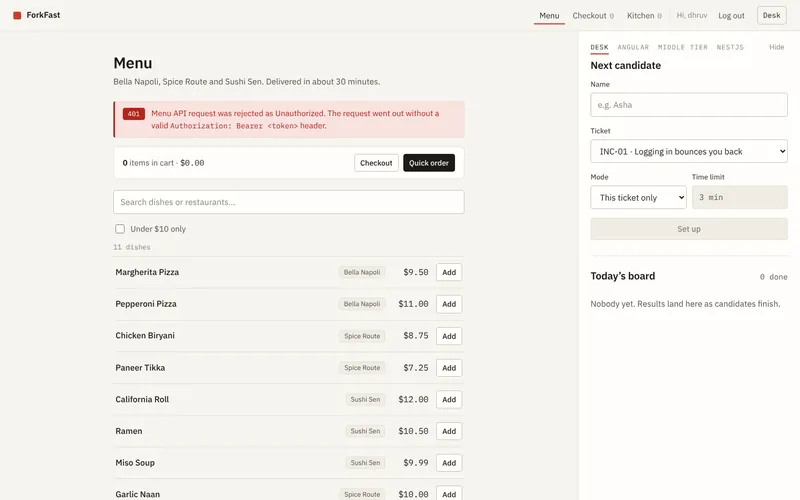 ForkFast
Menu
Checkout 0
Kitchen 0
Hi, dhruv
Log out
Desk
Menu
Bella Napoli, Spice Route and Sushi Sen. Delivered in about 30 minutes.
401
Menu API request was rejected as Unauthorized. The request went out without a
valid Authorization: Bearer <token> header.
0 items in cart · $0.00
Checkout
Quick order
Search dishes or restaurants…
Under $10 only
11 dishes
Margherita Pizza Bella Napoli $9.50 Add
Pepperoni Pizza Bella Napoli $11.00 Add
Chicken Biryani Spice Route $8.75 Add
Paneer Tikka Spice Route $7.25 Add
California Roll Sushi Sen $12.00 Add
Ramen Sushi Sen $10.50 Add
Miso Soup Sushi Sen $9.99 Add
Garlic Naan Spice Route $10.00 Add
DESK ANGULAR MIDDLE TIER NESTJS Hide
Next candidate
Name
e.g. Asha
Ticket
INC-01 · Logging in bounces you back
Mode Time limit
This ticket only 3 min
Set up
Today's board 0 done
Nobody yet. Results land here as candidates finish.